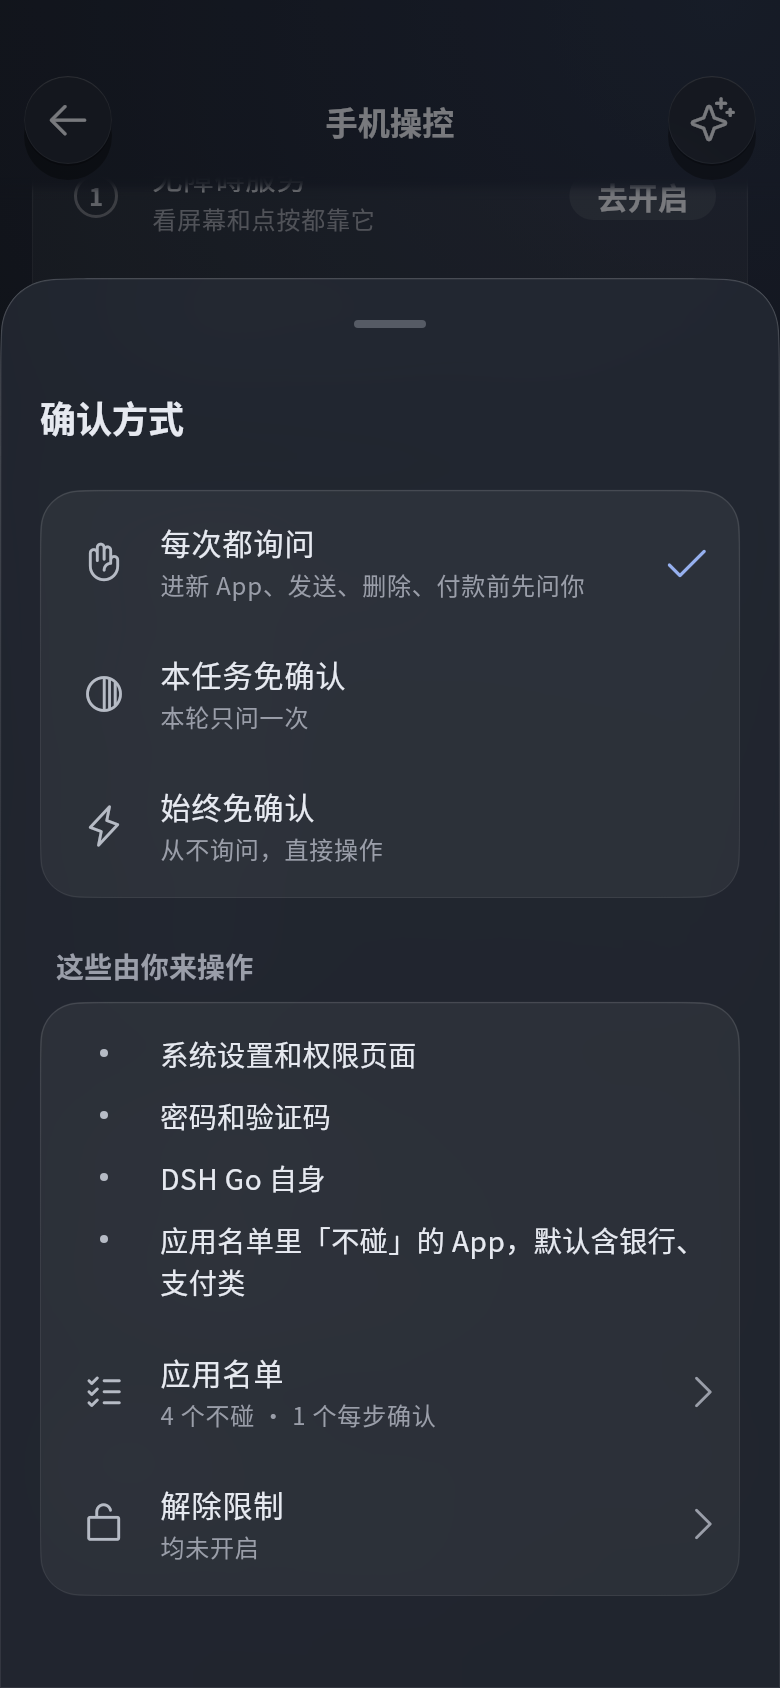 手机操控
1
无障碍服务
看屏幕和点按都靠它
去开启
确认方式
每次都询问
进新 App、发送、删除、付款前先问你
本任务免确认
本轮只问一次
始终免确认
从不询问，直接操作
这些由你来操作
• 系统设置和权限页面
• 密码和验证码
• DSH Go 自身
• 应用名单里「不碰」的 App，默认含银行、
支付类
应用名单
4 个不碰 · 1 个每步确认
解除限制
均未开启